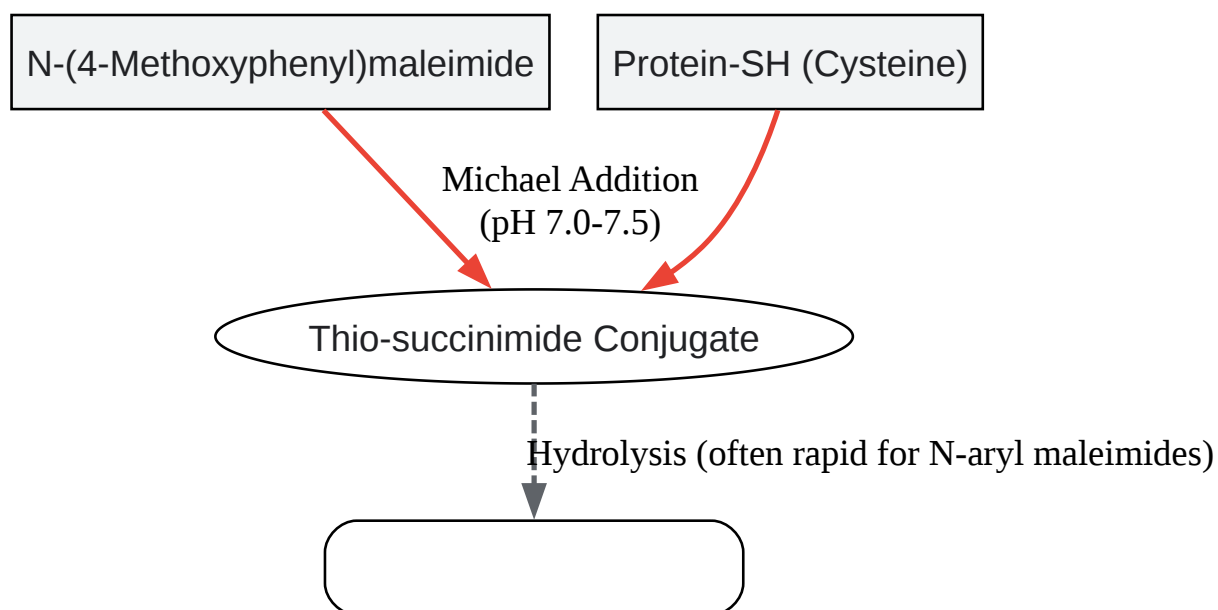 N-(4-Methoxyphenyl)maleimide
Protein-SH (Cysteine)
Michael Addition
(pH 7.0-7.5)
Thio-succinimide Conjugate
Hydrolysis (often rapid for N-aryl maleimides)